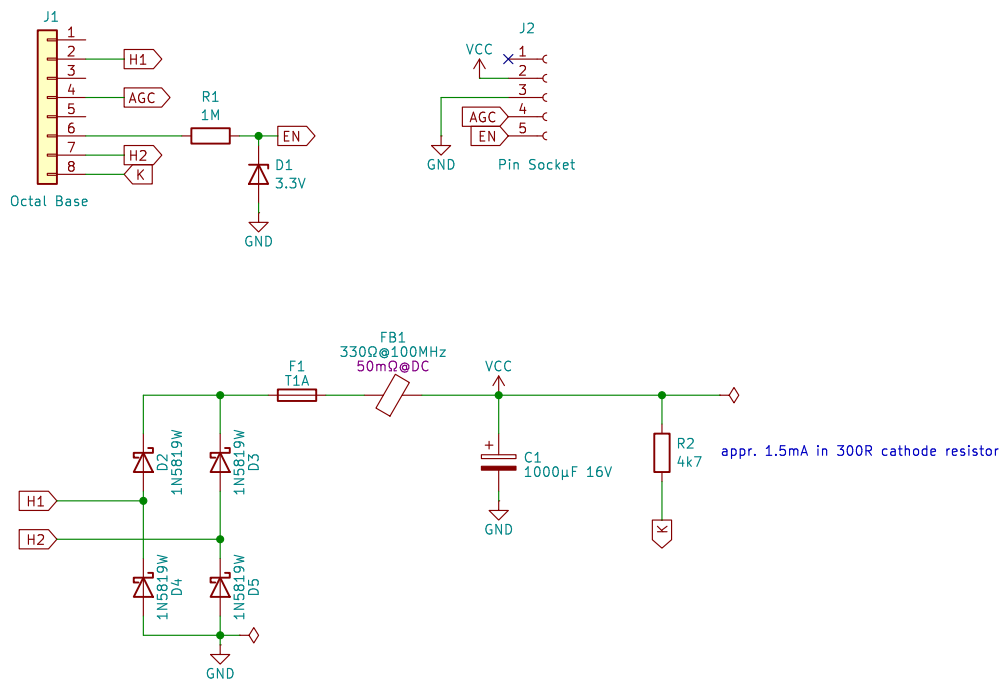 J1
1
2
3
4
5
6
7
8
H1
AGC
H2
K
Octal Base
R1
1M
EN
D1
3.3V
GND
J2
VCC
1
2
3
4
5
AGC
EN
GND
Pin Socket
FB1
330Ω@100MHz
50mΩ@DC
F1
T1A
VCC
D2
1N5819W
D3
1N5819W
C1
1000µF 16V
GND
R2
4k7
appr. 1.5mA in 300R cathode resistor
K
H1
H2
1N5819W
D4
1N5819W
D5
GND